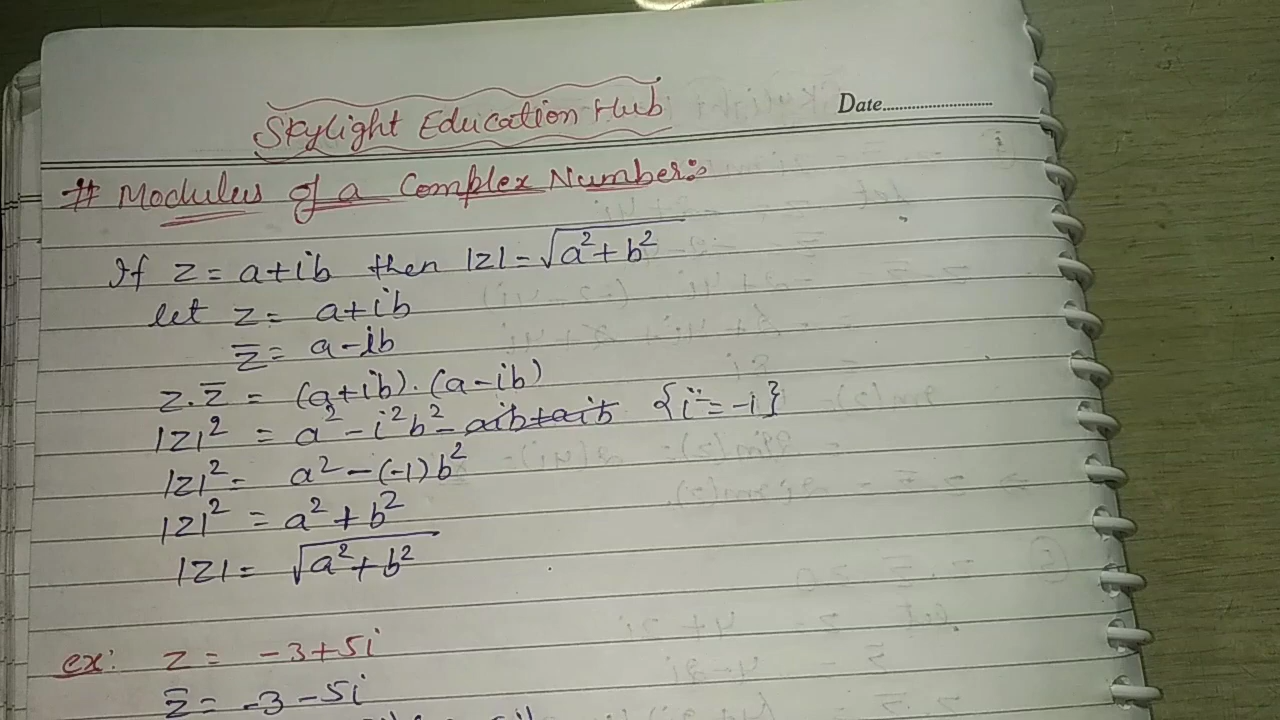 Skylight Education Hub
Date
# Modulus of a Complex Number:
If z = a+ib then |z| = √a²+b²
let z = a+ib
z̄ = a-ib
z.z̄ = (a+ib).(a-ib)
|z|² = a² - i²b² - aib+aib {i² = -1}
|z|² = a² - (-1)b²
|z|² = a² + b²
|z| = √a²+b²
ex: z = -3+5i
z̄ = -3-5i